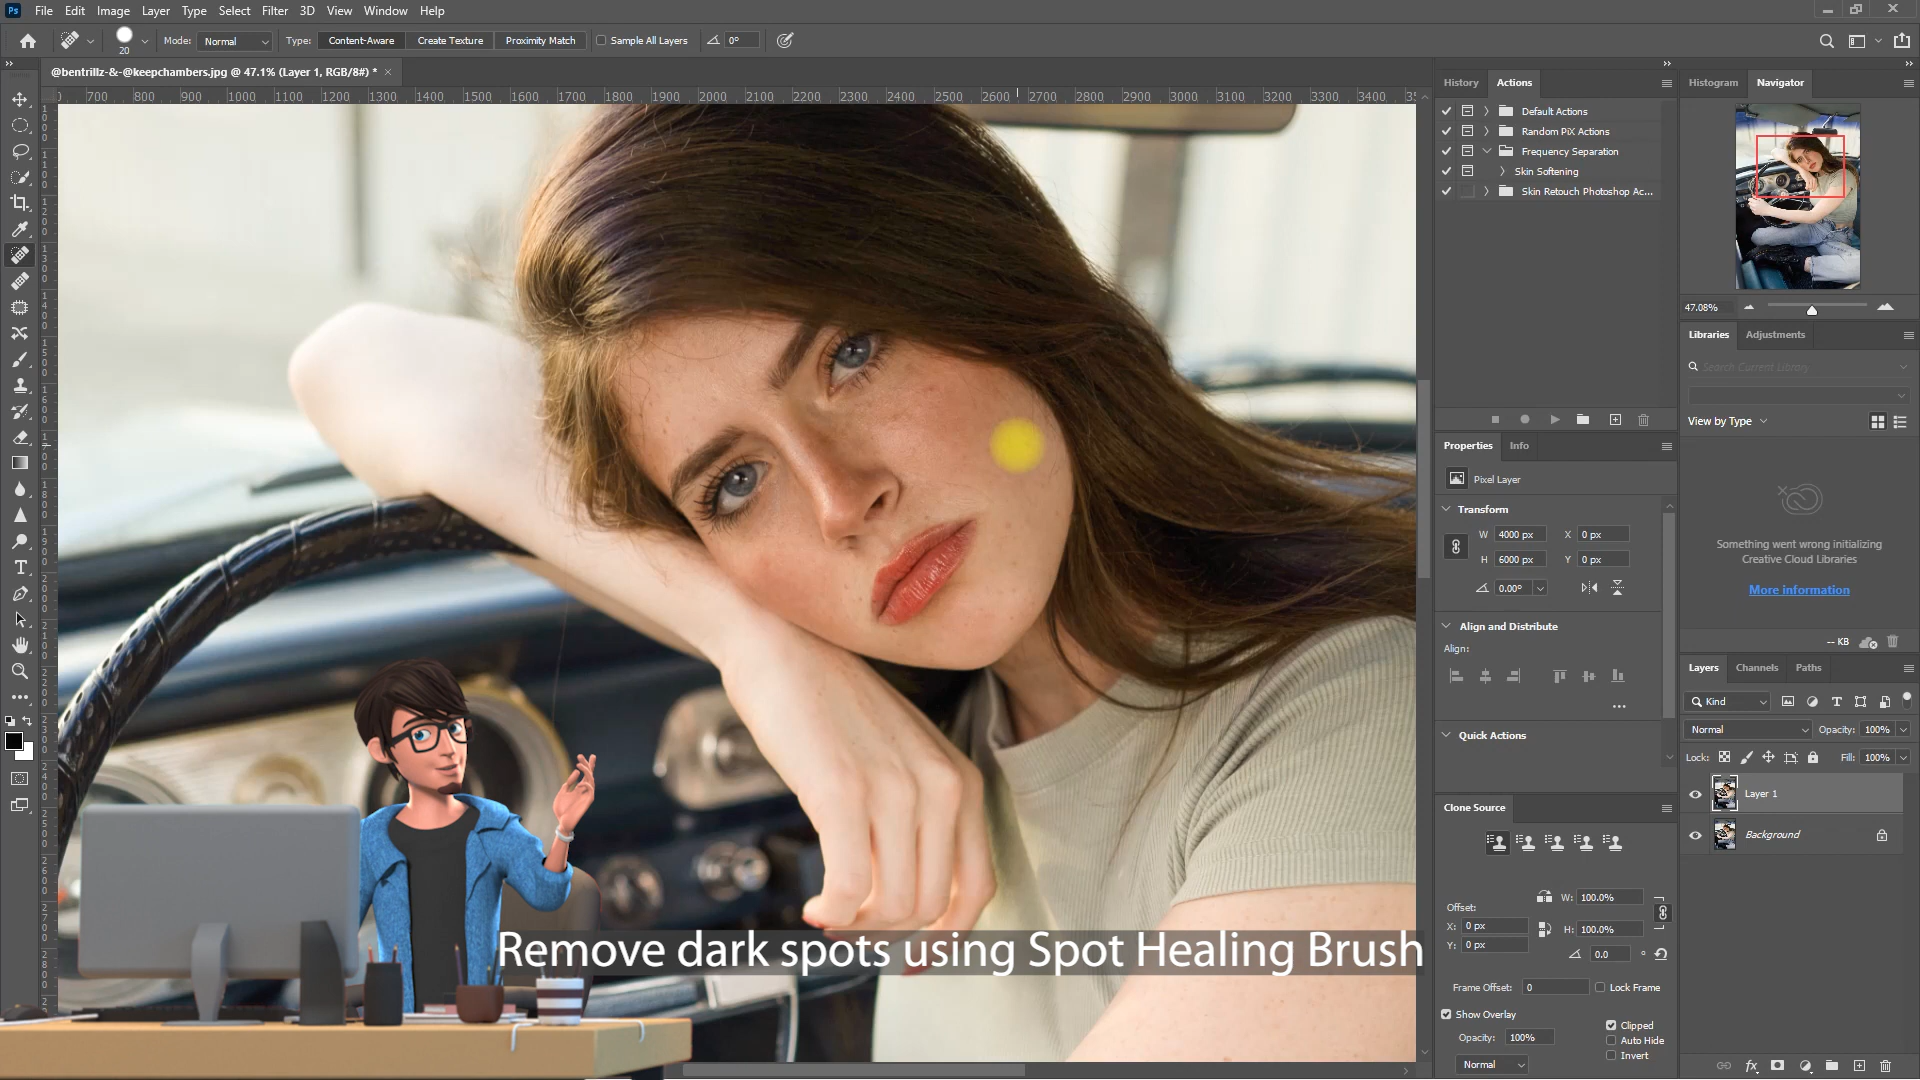 Ps File Edit Image Layer Type Select Filter 3D View Window Help
20 Mode: Normal Type: Content-Aware Create Texture Proximity Match Sample All Layers 0°
@bentrillz-&-@keepchambers.jpg @ 47.1% (Layer 1, RGB/8#) * ×
700 800 900 1000 1100 1200 1300 1400 1500 1600 1700 1800 1900 2000 2100 2200 2300 2400 2500 2600 2700 2800 2900 3000 3100 3200 3300 3400
History Actions
Default Actions
Random PiX Actions
Frequency Separation
Skin Softening
Skin Retouch Photoshop Ac...
Properties Info
Pixel Layer
Transform
W 4000 px X 0 px
H 6000 px Y 0 px
0.00°
Align and Distribute
Align:
Quick Actions
Clone Source
Offset: W: 100.0%
X: 0 px
Y: 0 px H: 100.0%
0.0 °
Frame Offset: 0 Lock Frame
Show Overlay Clipped
Opacity: 100% Auto Hide
Normal Invert
Histogram Navigator
47.08%
Libraries Adjustments
Search Current Library
View by Type
Something went wrong initializing
Creative Cloud Libraries
More information
-- KB
Layers Channels Paths
Kind
Normal Opacity: 100%
Lock: Fill: 100%
Layer 1
Background
Remove dark spots using Spot Healing Brush